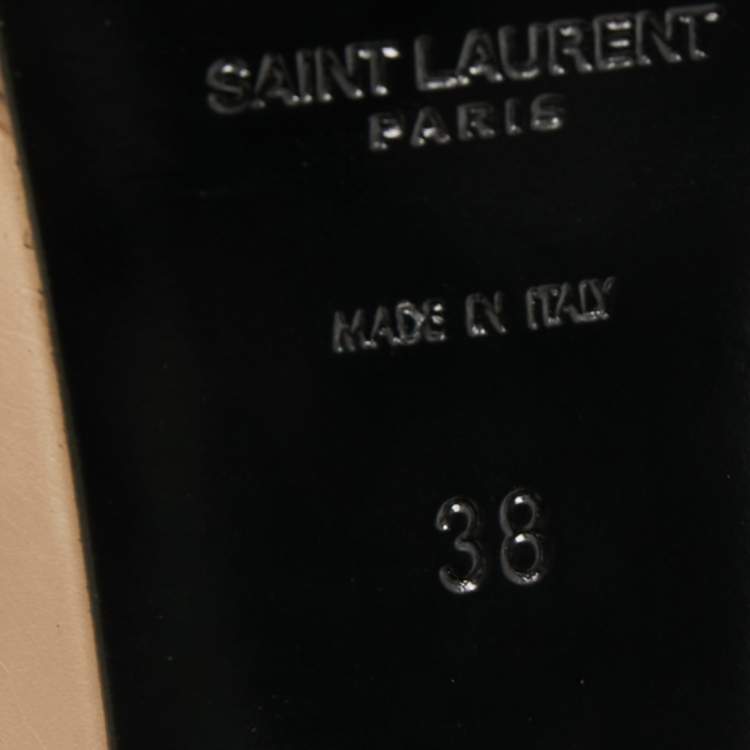 SAINT LAURENT
PARIS
MADE IN ITALY
38